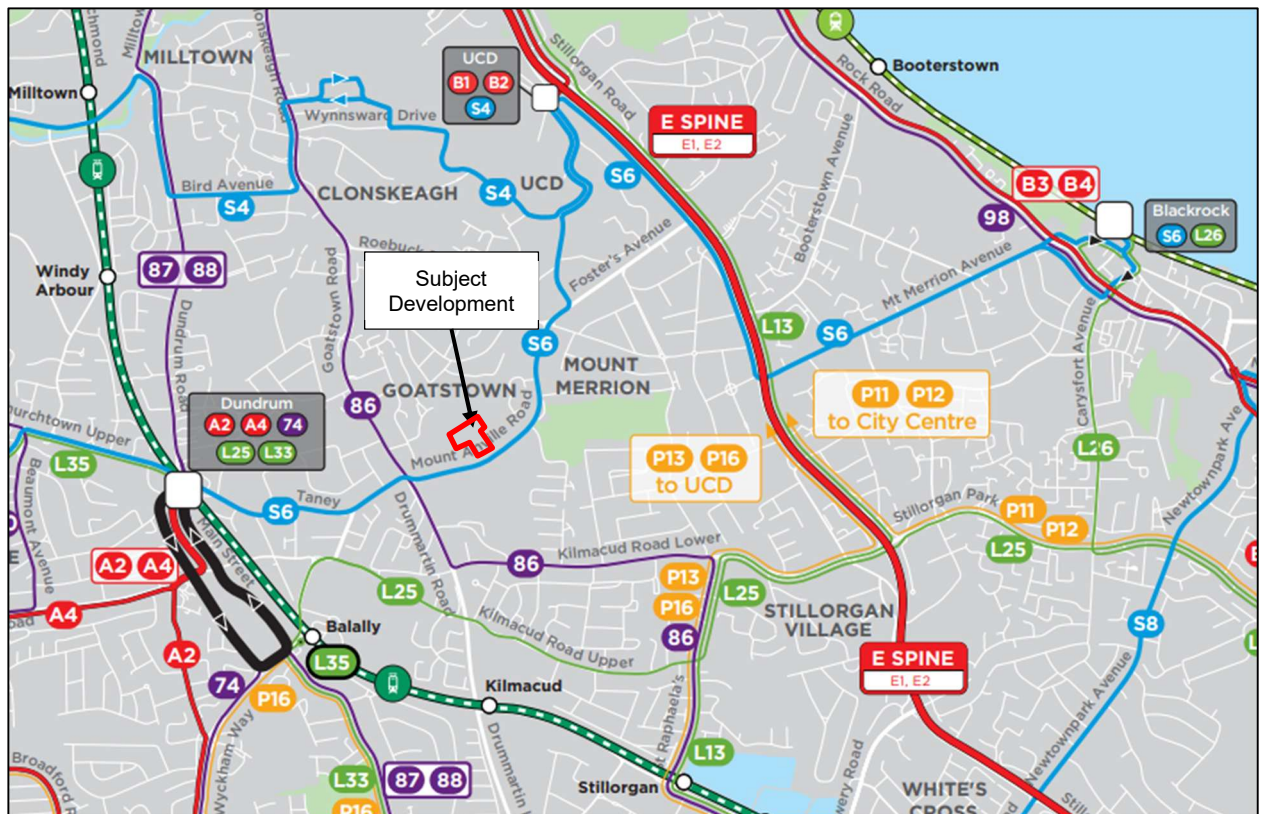 MILLTOWN
Milltown
Stillorgan Road
UCD
B1 B2
S4
Wynnsward Drive
Booterstown
Rock Road
E SPINE
E1, E2
Bird Avenue
S4
CLONSKEAGH
S4
UCD
S6
Booterstown Avenue
B3 B4
98
Blackrock
S6 L26
87 88
Windy
Arbour
Dundrum Road
Goatstown Road
Subject
Development
Foster's Avenue
Mt Merrion Avenue
L13
S6
S6
MOUNT
MERRION
GOATSTOWN
86
Mount Anville Road
Carysfort Avenue
P11 P12
to City Centre
Dundrum
A2 A4 74
L25 L33
L35
Beaumont Avenue
P13 P16
to UCD
L26
Newtownpark Ave
S6
Taney
Main Street
Drummartin Road
Stillorgan Park
P11
P12
L25
86
Kilmacud Road Lower
A2 A4
P13
P16
86
L25
L25
Kilmacud Road Upper
STILLORGAN
VILLAGE
A4
A2
Balally
L35
S8
E SPINE
E1, E2
74
P16
Kilmacud
Wyckham Way
L33
87 88
P16
L13
Stillorgan
Newtownpark Avenue
WHITE'S
CROSS